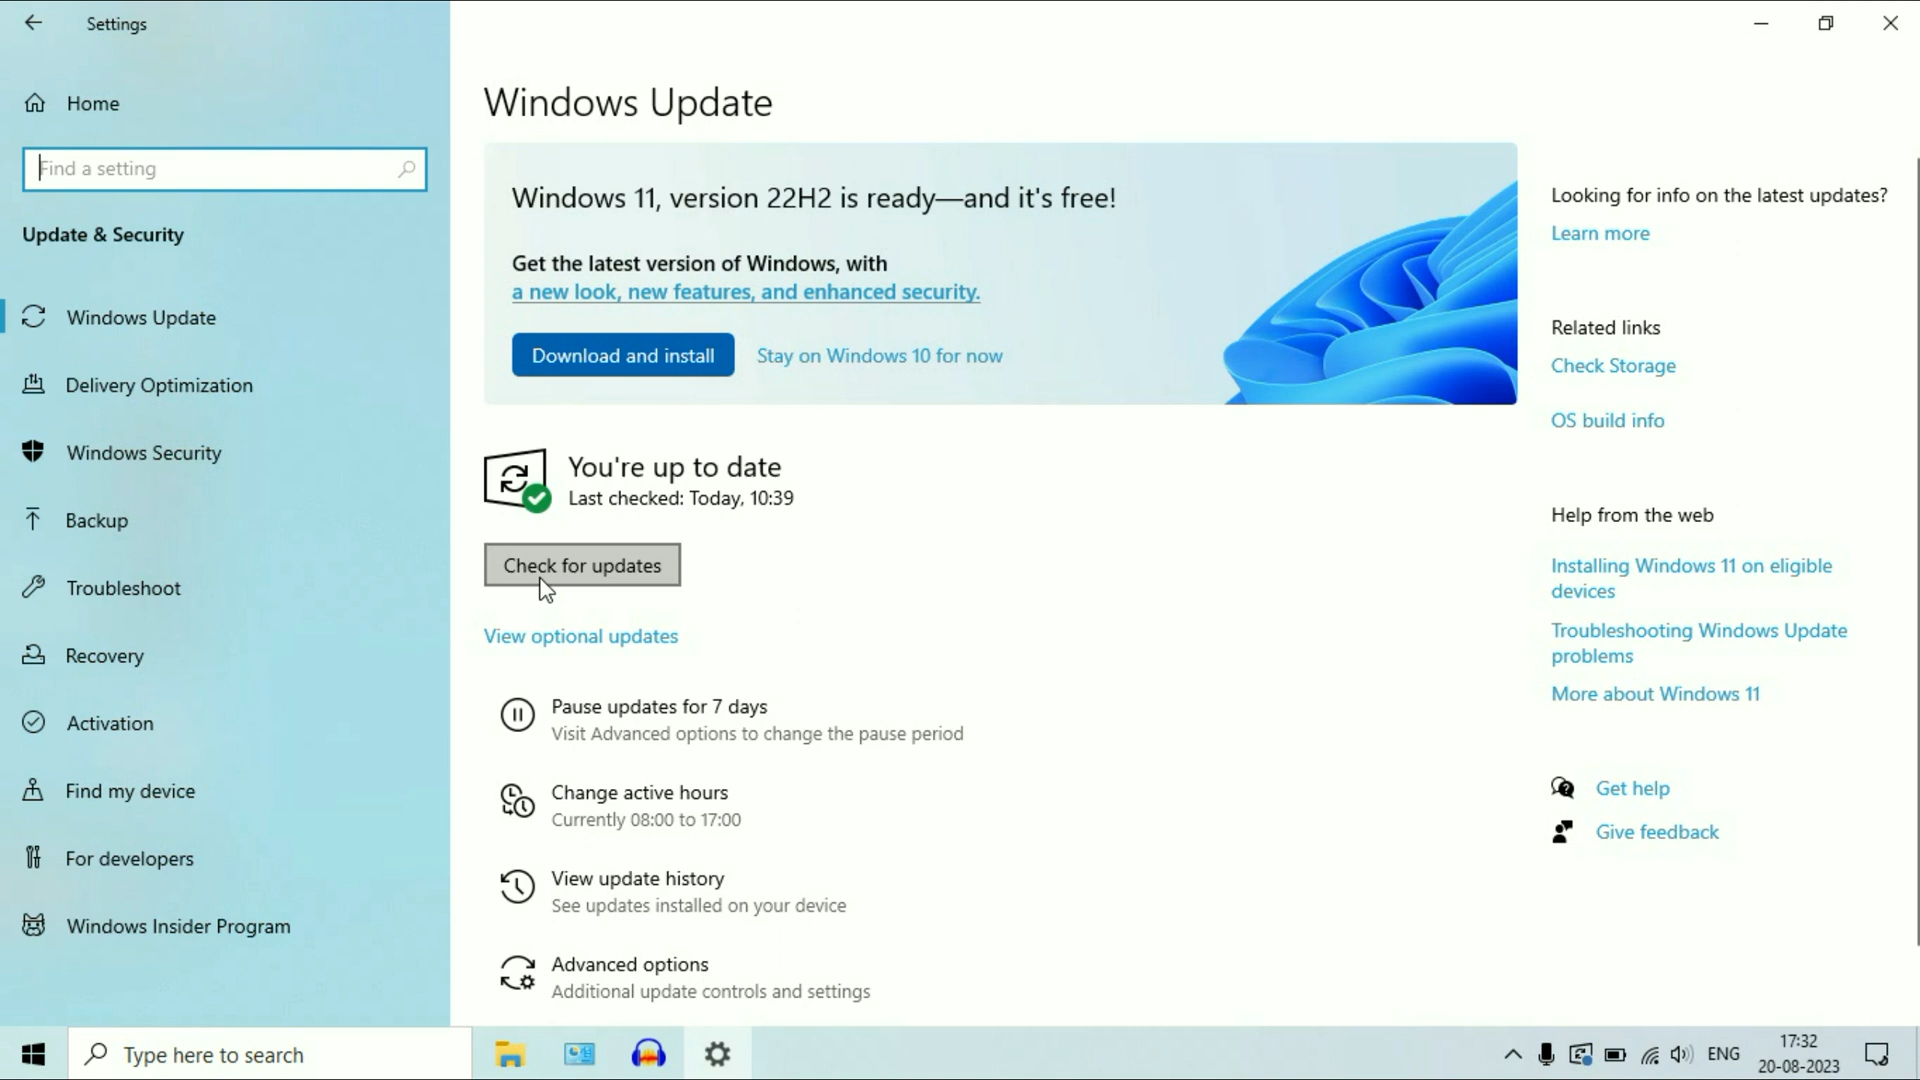 Settings
Home
Find a setting
Update & Security
Windows Update
Delivery Optimization
Windows Security
Backup
Troubleshoot
Recovery
Activation
Find my device
For developers
Windows Insider Program
Windows Update
Windows 11, version 22H2 is ready—and it's free!
Get the latest version of Windows, with
a new look, new features, and enhanced security.
Download and install
Stay on Windows 10 for now
You're up to date
Last checked: Today, 10:39
Check for updates
View optional updates
Pause updates for 7 days
Visit Advanced options to change the pause period
Change active hours
Currently 08:00 to 17:00
View update history
See updates installed on your device
Advanced options
Additional update controls and settings
Looking for info on the latest updates?
Learn more
Related links
Check Storage
OS build info
Help from the web
Installing Windows 11 on eligible
devices
Troubleshooting Windows Update
problems
More about Windows 11
Get help
Give feedback
Type here to search
ENG
17:32
20-08-2023